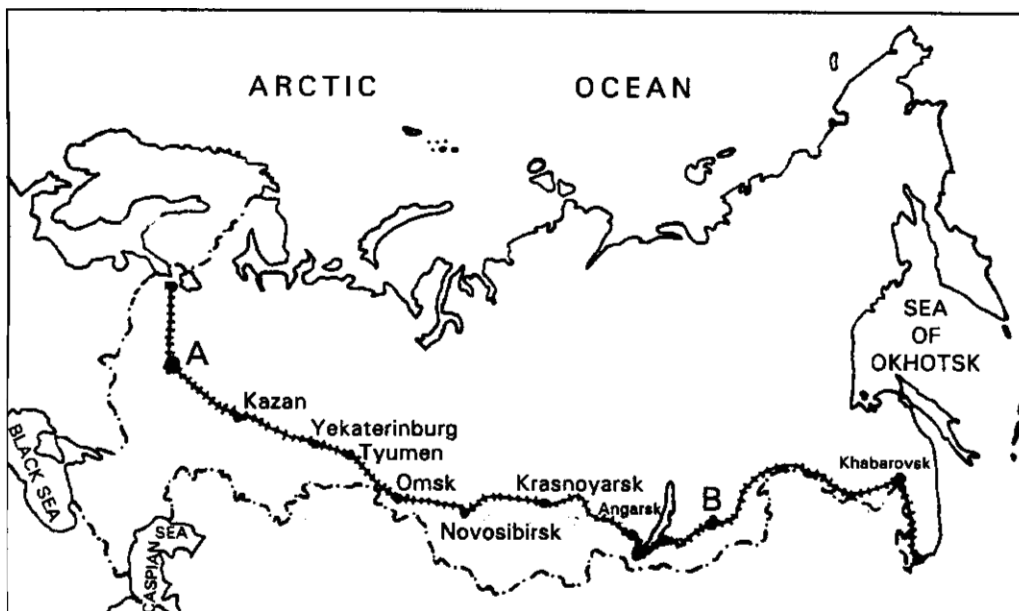 ARCTIC OCEAN
SEA
OF
OKHOTSK
A
Kazan
Yekaterinburg
Tyumen
BLACK SEA
Omsk
Krasnoyarsk
Khabarovsk
Angarsk
B
Novosibirsk
CASPIAN
SEA